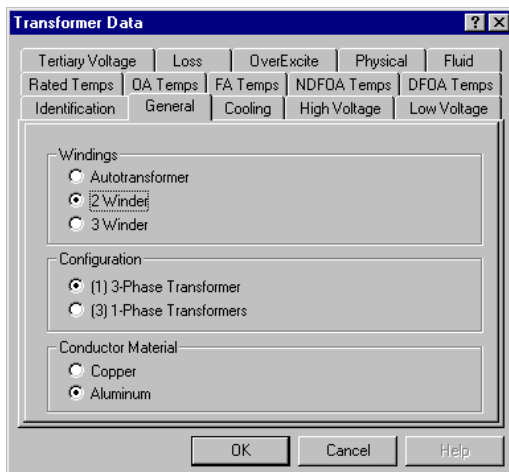 Transformer Data
Tertiary Voltage Loss OverExcite Physical Fluid
Rated Temps OA Temps FA Temps NDFOA Temps DFOA Temps
Identification General Cooling High Voltage Low Voltage
Windings
Autotransformer
2 Winder
3 Winder
Configuration
(1) 3-Phase Transformer
(3) 1-Phase Transformers
Conductor Material
Copper
Aluminum
OK Cancel Help